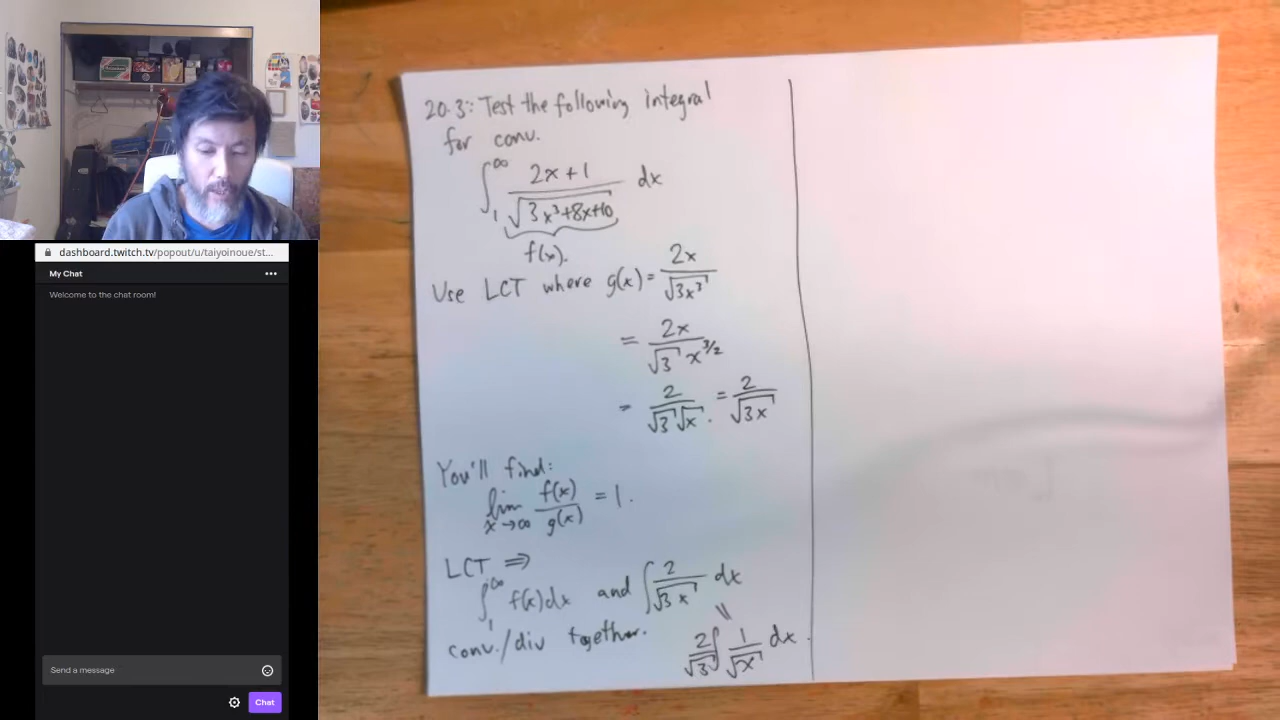 dashboard.twitch.tv/popout/u/taiyoinoue/st...
My Chat
Welcome to the chat room!
Send a message
Chat
20.3: Test the following integral
for conv.
∫₁^∞ (2x+1)/√(3x³+8x+10) dx
f(x).
Use LCT where g(x) = 2x/√(3x³)
= 2x/(√3 x^(3/2))
= 2/(√3 √x). = 2/√(3x)
You'll find:
lim x→∞ f(x)/g(x) = 1.
LCT ⇒
∫₁^∞ f(x)dx and ∫ 2/√(3x) dx
conv./div together.
= 2/√3 ∫ 1/√x dx.